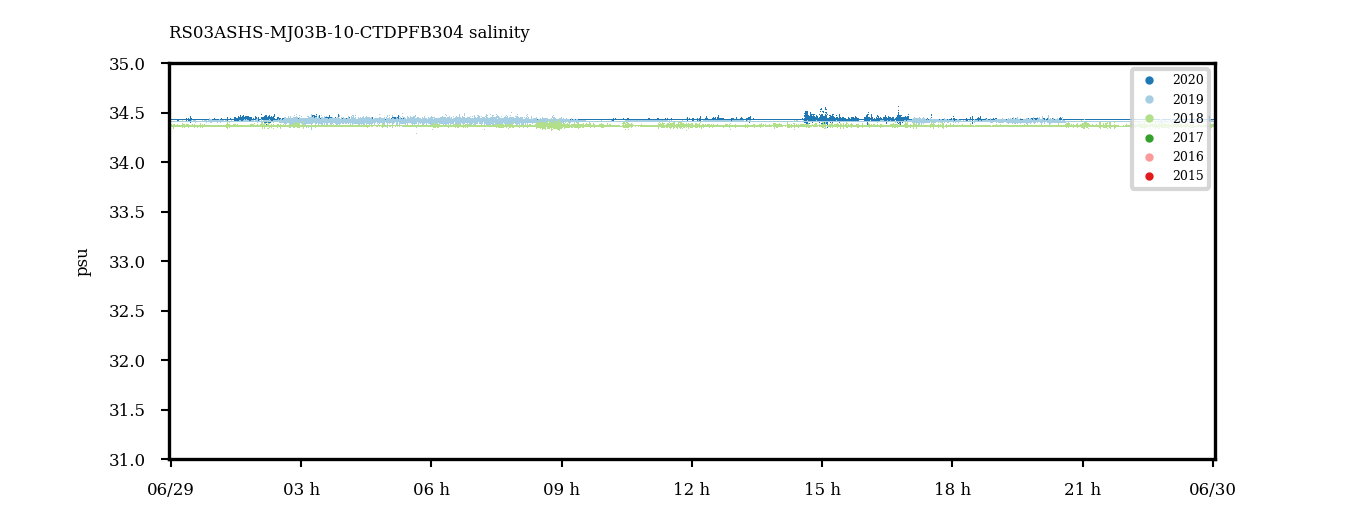 RS03ASHS-MJ03B-10-CTDPFB304 salinity
35.0
34.5
34.0
33.5
33.0
32.5
32.0
31.5
31.0
psu
06/29
03 h
06 h
09 h
12 h
15 h
18 h
21 h
06/30
2020
2019
2018
2017
2016
2015